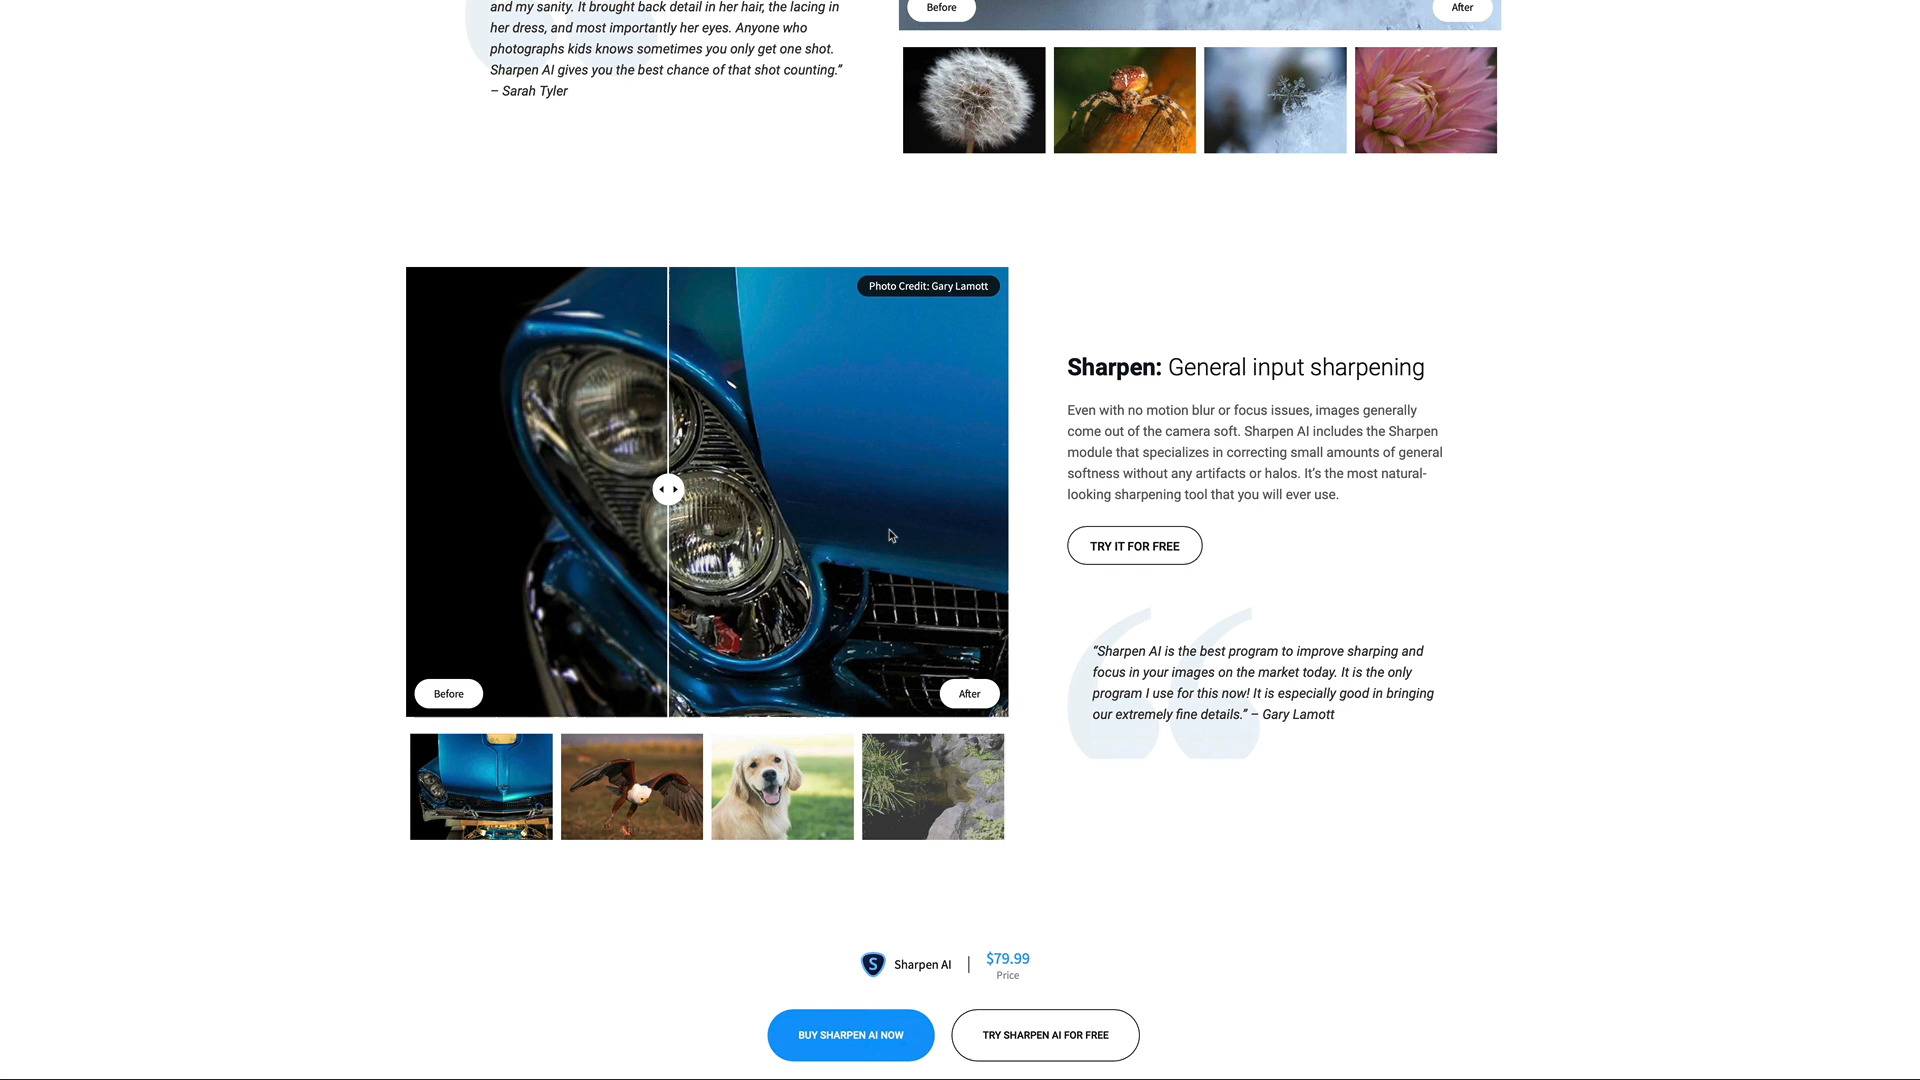 and my sanity. It brought back detail in her hair, the lacing in
her dress, and most importantly her eyes. Anyone who
photographs kids knows sometimes you only get one shot.
Sharpen AI gives you the best chance of that shot counting.”
– Sarah Tyler
Before
After
Photo Credit: Gary Lamott
Before
After
Sharpen: General input sharpening
Even with no motion blur or focus issues, images generally
come out of the camera soft. Sharpen AI includes the Sharpen
module that specializes in correcting small amounts of general
softness without any artifacts or halos. It’s the most natural-
looking sharpening tool that you will ever use.
TRY IT FOR FREE
“Sharpen AI is the best program to improve sharping and
focus in your images on the market today. It is the only
program I use for this now! It is especially good in bringing
our extremely fine details.” – Gary Lamott
S Sharpen AI | $79.99
Price
BUY SHARPEN AI NOW
TRY SHARPEN AI FOR FREE